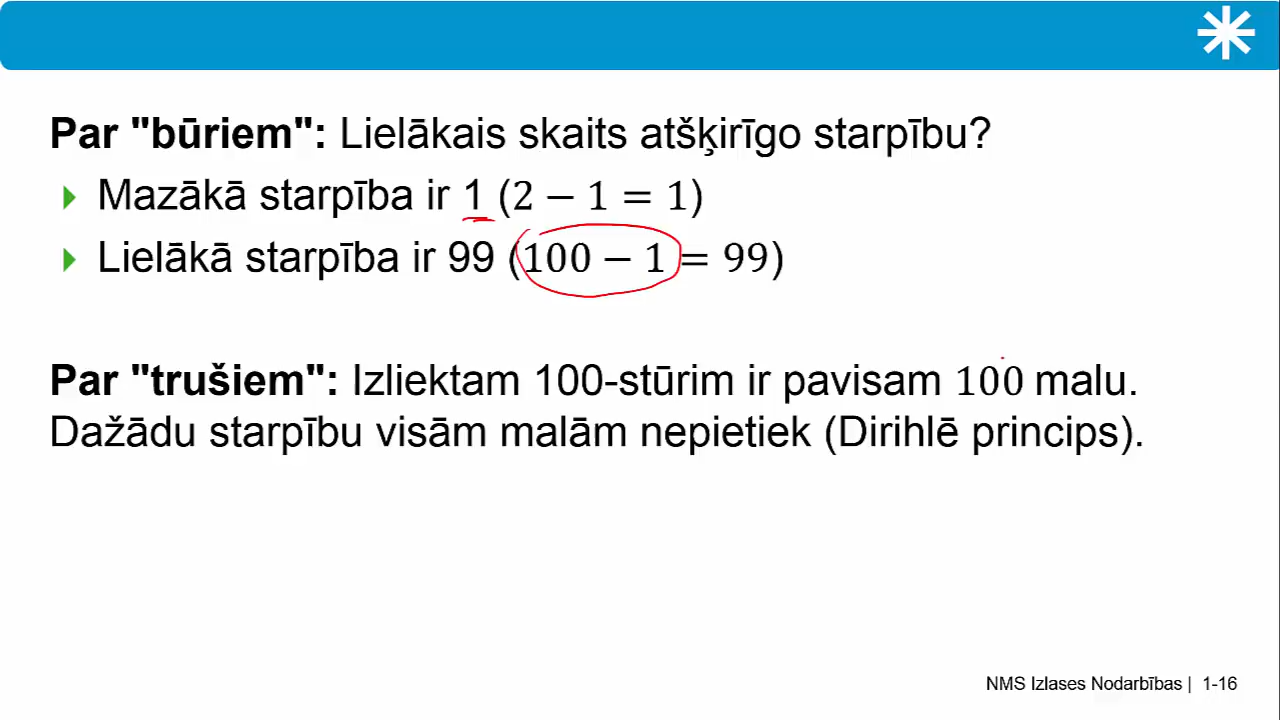 Par "būriem": Lielākais skaits atšķirīgo starpību?
Mazākā starpība ir 1 (2 − 1 = 1)
Lielākā starpība ir 99 (100 − 1 = 99)
Par "trušiem": Izliektam 100-stūrim ir pavisam 100 malu.
Dažādu starpību visām malām nepietiek (Dirihlē princips).
NMS Izlases Nodarbības | 1-16